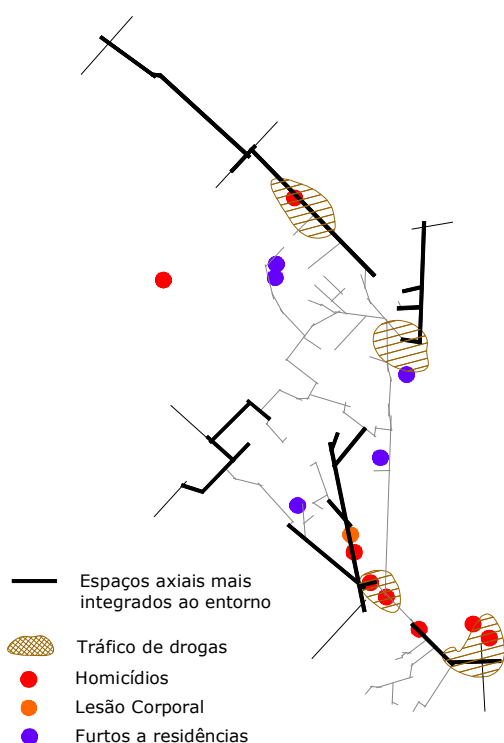 Espaços axiais mais
integrados ao entorno
Tráfico de drogas
Homicídios
Lesão Corporal
Furtos a residências